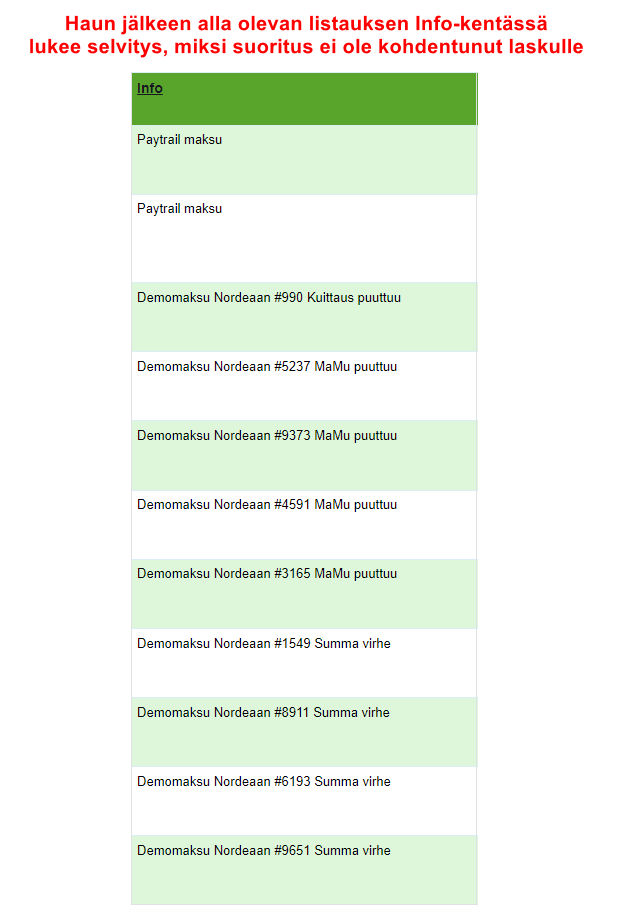 Haun jälkeen alla olevan listauksen Info-kentässä
lukee selvitys, miksi suoritus ei ole kohdentunut laskulle
Info
Paytrail maksu
Paytrail maksu
Demomaksu Nordeaan #990 Kuittaus puuttuu
Demomaksu Nordeaan #5237 MaMu puuttuu
Demomaksu Nordeaan #9373 MaMu puuttuu
Demomaksu Nordeaan #4591 MaMu puuttuu
Demomaksu Nordeaan #3165 MaMu puuttuu
Demomaksu Nordeaan #1549 Summa virhe
Demomaksu Nordeaan #8911 Summa virhe
Demomaksu Nordeaan #6193 Summa virhe
Demomaksu Nordeaan #9651 Summa virhe